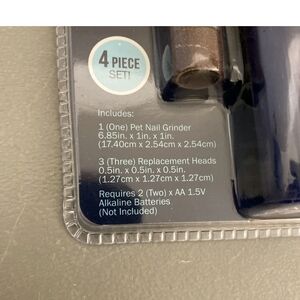 4 PIECE
SET!
Includes:
1 (One) Pet Nail Grinder
6.85in. x 1in. x 1in.
(17.40cm x 2.54cm x 2.54cm)
3 (Three) Replacement Heads
0.5in. x 0.5in. x 0.5in.
(1.27cm x 1.27cm x 1.27cm)
Requires 2 (Two) x AA 1.5V
Alkaline Batteries
(Not Included)